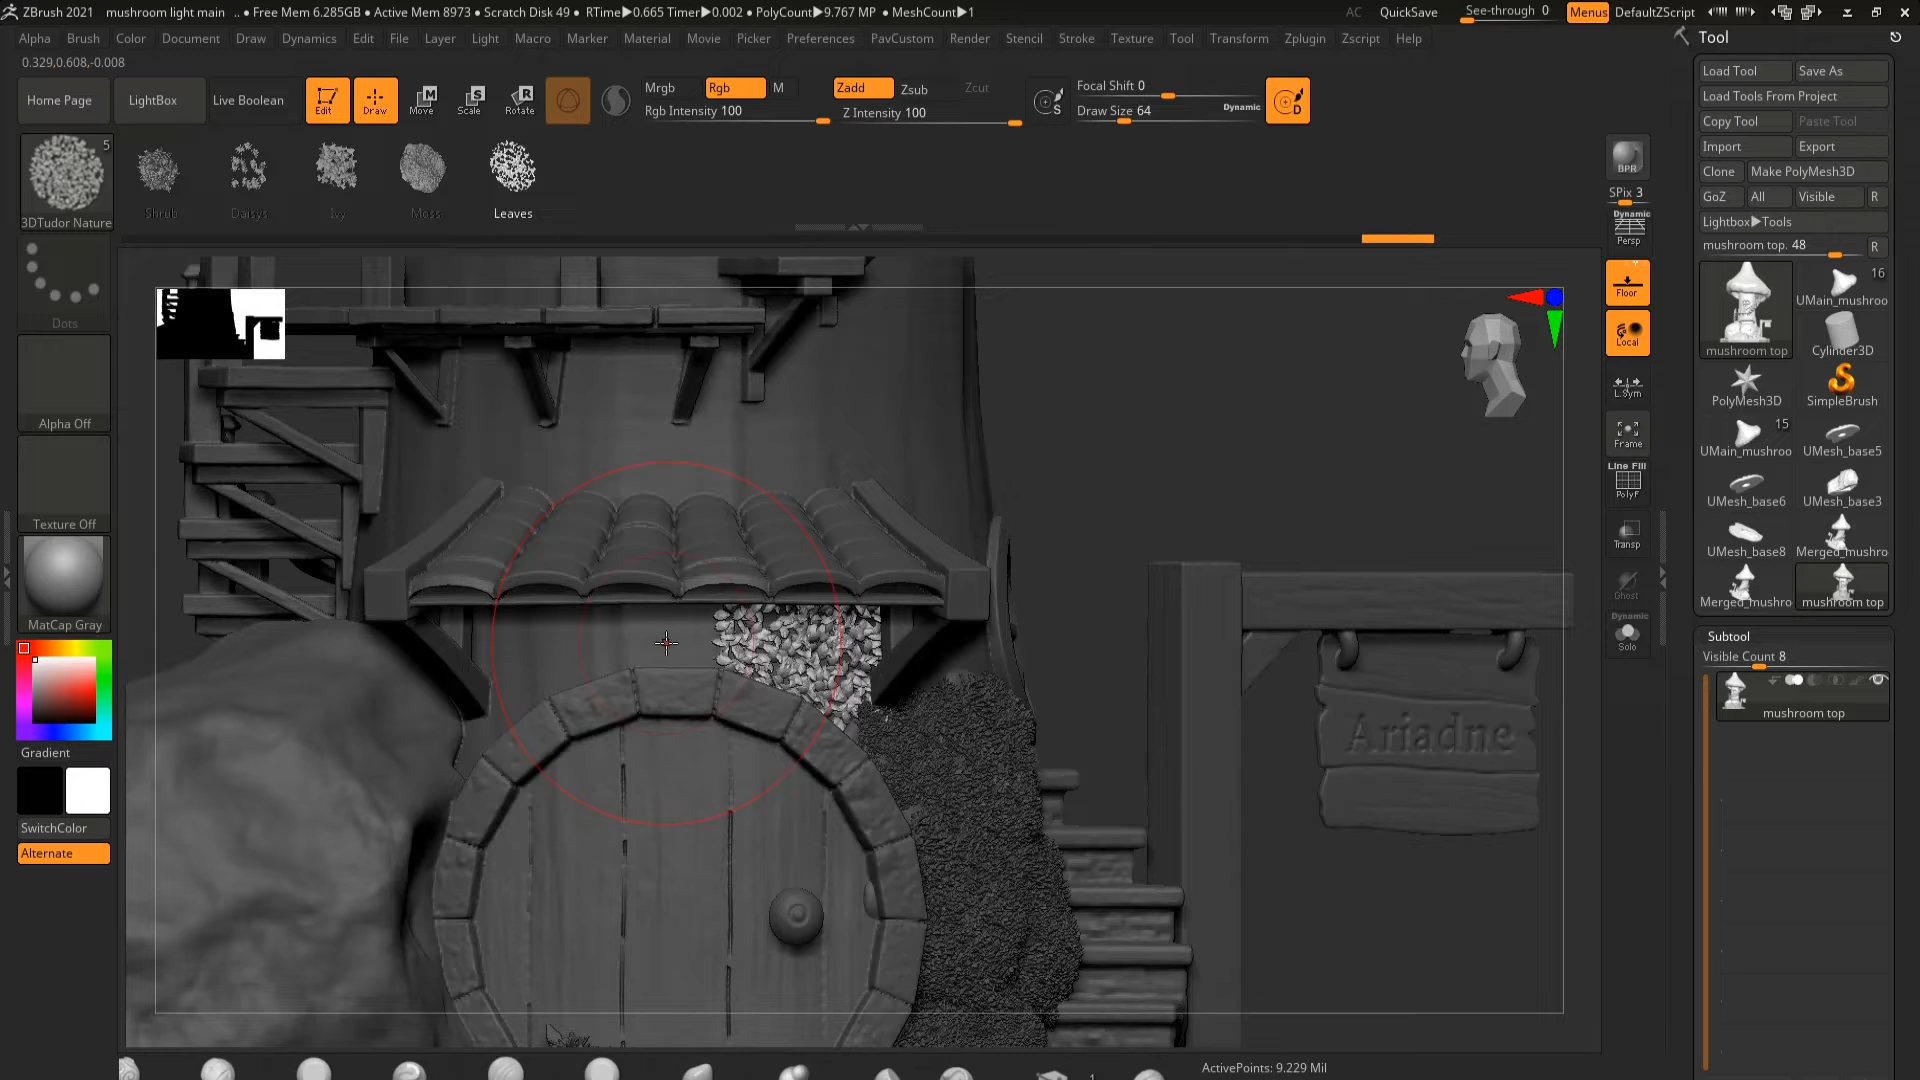 ZBrush 2021 mushroom light main .. • Free Mem 6.285GB • Active Mem 8973 • Scratch Disk 49 • RTime▶0.665 Timer▶0.002 • PolyCount▶9.767 MP • MeshCount▶1 AC QuickSave See-through 0 Menus DefaultZScript
Alpha Brush Color Document Draw Dynamics Edit File Layer Light Macro Marker Material Movie Picker Preferences PavCustom Render Stencil Stroke Texture Tool Transform Zplugin Zscript Help
0.329,0.608,-0.008
Home Page LightBox Live Boolean Edit Draw Move Scale Rotate
M S R
Mrgb Rgb M Zadd Zsub Zcut
Rgb Intensity 100 Z Intensity 100
S
Focal Shift 0
Draw Size 64 Dynamic
D
5
3DTudor Nature
Shrub Daisys Ivy Moss Leaves
Dots
Alpha Off
Texture Off
MatCap Gray
Gradient
SwitchColor
Alternate
Ariadne
BPR
SPix 3
Dynamic
Persp
Floor
Local
L.Sym
Frame
Line Fill
PolyF
Transp
Ghost
Dynamic
Solo
Tool
Load Tool Save As
Load Tools From Project
Copy Tool Paste Tool
Import Export
Clone Make PolyMesh3D
GoZ All Visible R
Lightbox▶Tools
mushroom top. 48 R
16
mushroom top UMain_mushroo
Cylinder3D
PolyMesh3D SimpleBrush
15
UMain_mushroo UMesh_base5
UMesh_base6 UMesh_base3
UMesh_base8 Merged_mushro
Merged_mushro mushroom top
Subtool
Visible Count 8
mushroom top
1
ActivePoints: 9.229 Mil